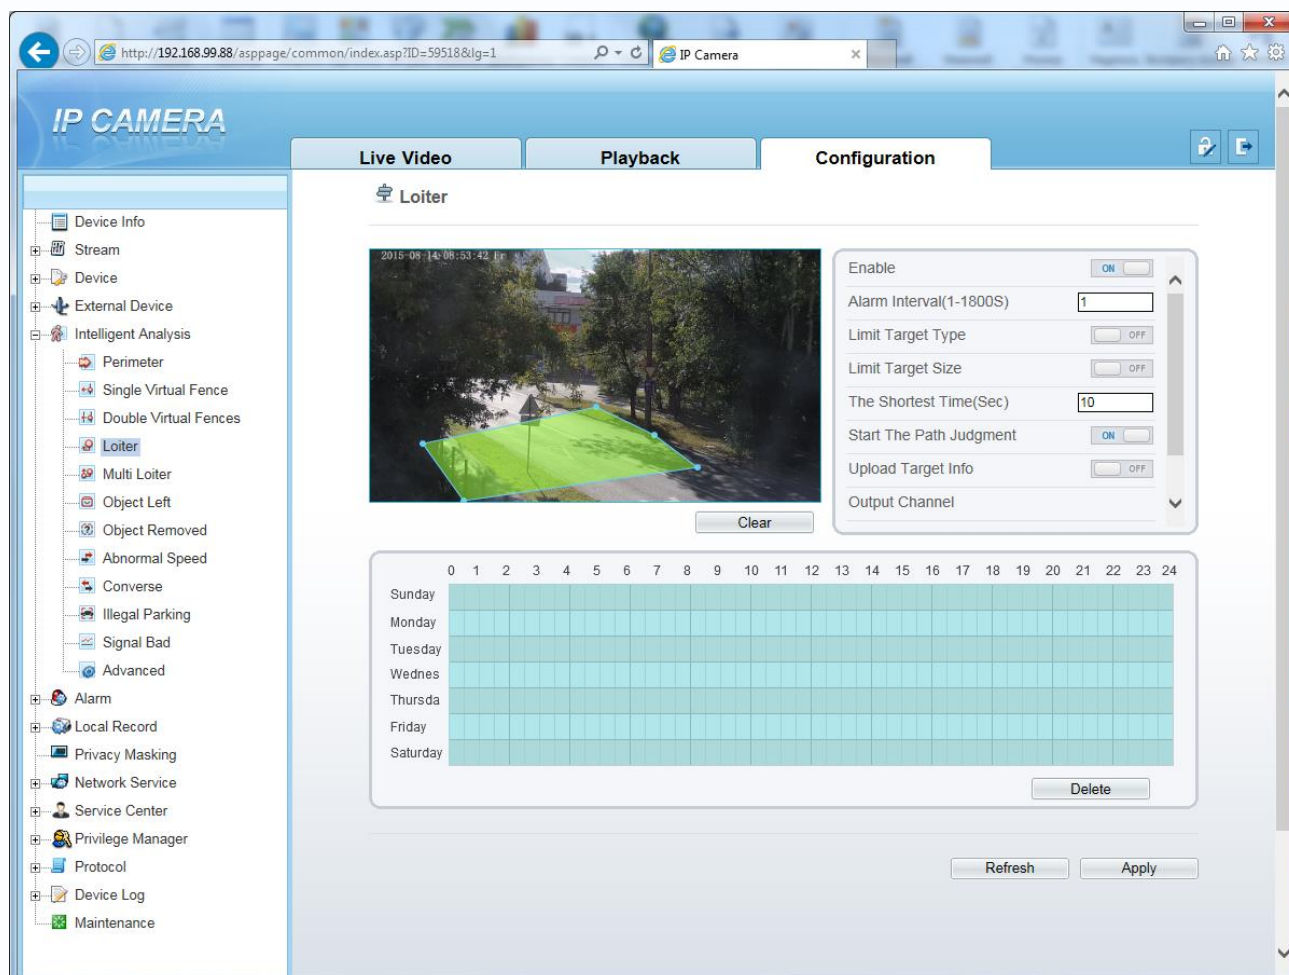 http://192.168.99.88/asppage/common/index.asp?ID=59518&lg=1
IP Camera
IP CAMERA
Live Video
Playback
Configuration
Loiter
Device Info
Stream
Device
External Device
Intelligent Analysis
Perimeter
Single Virtual Fence
Double Virtual Fences
Loiter
Multi Loiter
Object Left
Object Removed
Abnormal Speed
Converse
Illegal Parking
Signal Bad
Advanced
Alarm
Local Record
Privacy Masking
Network Service
Service Center
Privilege Manager
Protocol
Device Log
Maintenance
2015-08-14 08:53:42 Fr
Clear
Enable ON
Alarm Interval(1-1800S) 1
Limit Target Type OFF
Limit Target Size OFF
The Shortest Time(Sec) 10
Start The Path Judgment ON
Upload Target Info OFF
Output Channel
0 1 2 3 4 5 6 7 8 9 10 11 12 13 14 15 16 17 18 19 20 21 22 23 24
Sunday
Monday
Tuesday
Wednes
Thursda
Friday
Saturday
Delete
Refresh Apply